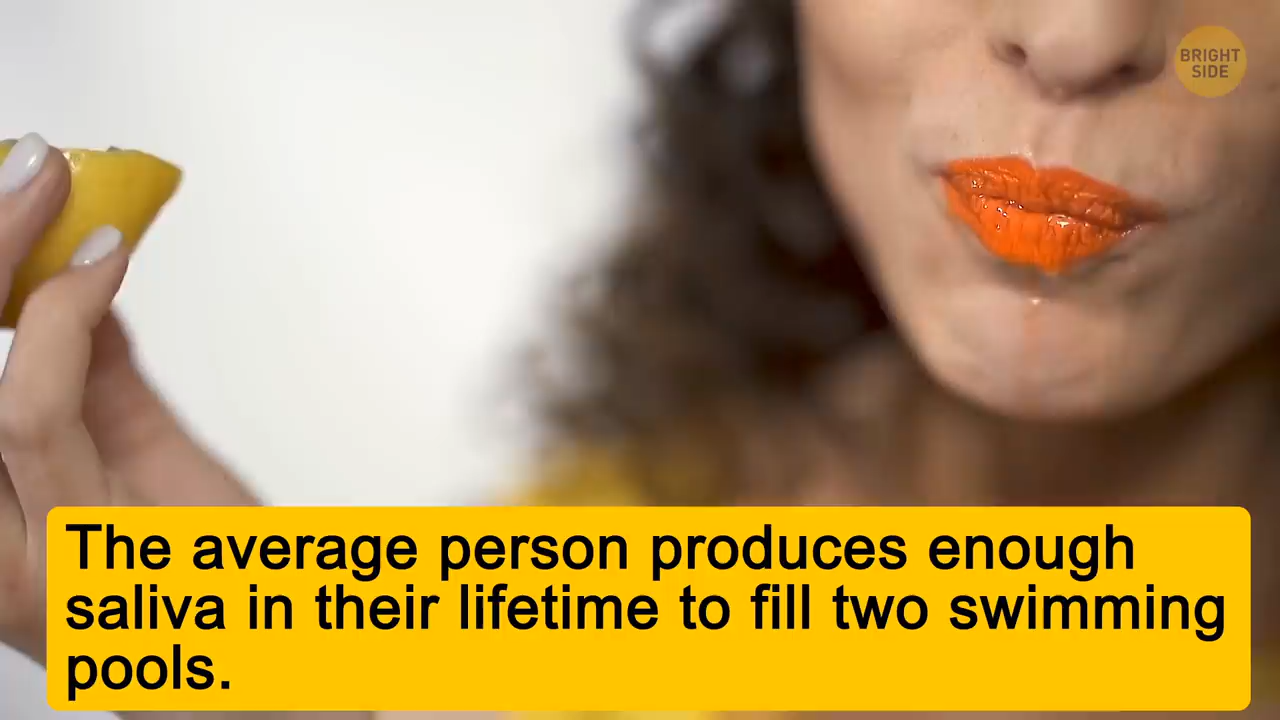 BRIGHT
SIDE
The average person produces enough
saliva in their lifetime to fill two swimming
pools.